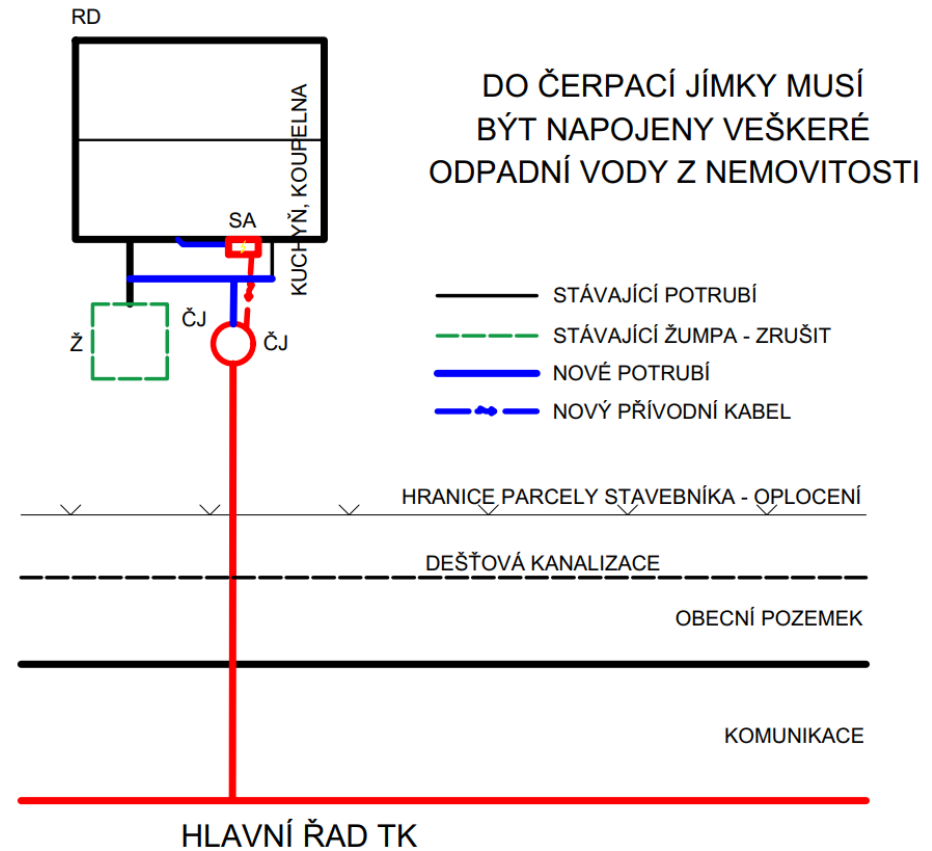 RD
DO ČERPACÍ JÍMKY MUSÍ
BÝT NAPOJENY VEŠKERÉ
ODPADNÍ VODY Z NEMOVITOSTI
KUCHYŇ, KOUPELNA
SA
ČJ
Ž
ČJ
STÁVAJÍCÍ POTRUBÍ
STÁVAJÍCÍ ŽUMPA - ZRUŠIT
NOVÉ POTRUBÍ
NOVÝ PŘÍVODNÍ KABEL
HRANICE PARCELY STAVEBNÍKA - OPLOCENÍ
DEŠŤOVÁ KANALIZACE
OBECNÍ POZEMEK
KOMUNIKACE
HLAVNÍ ŘAD TK